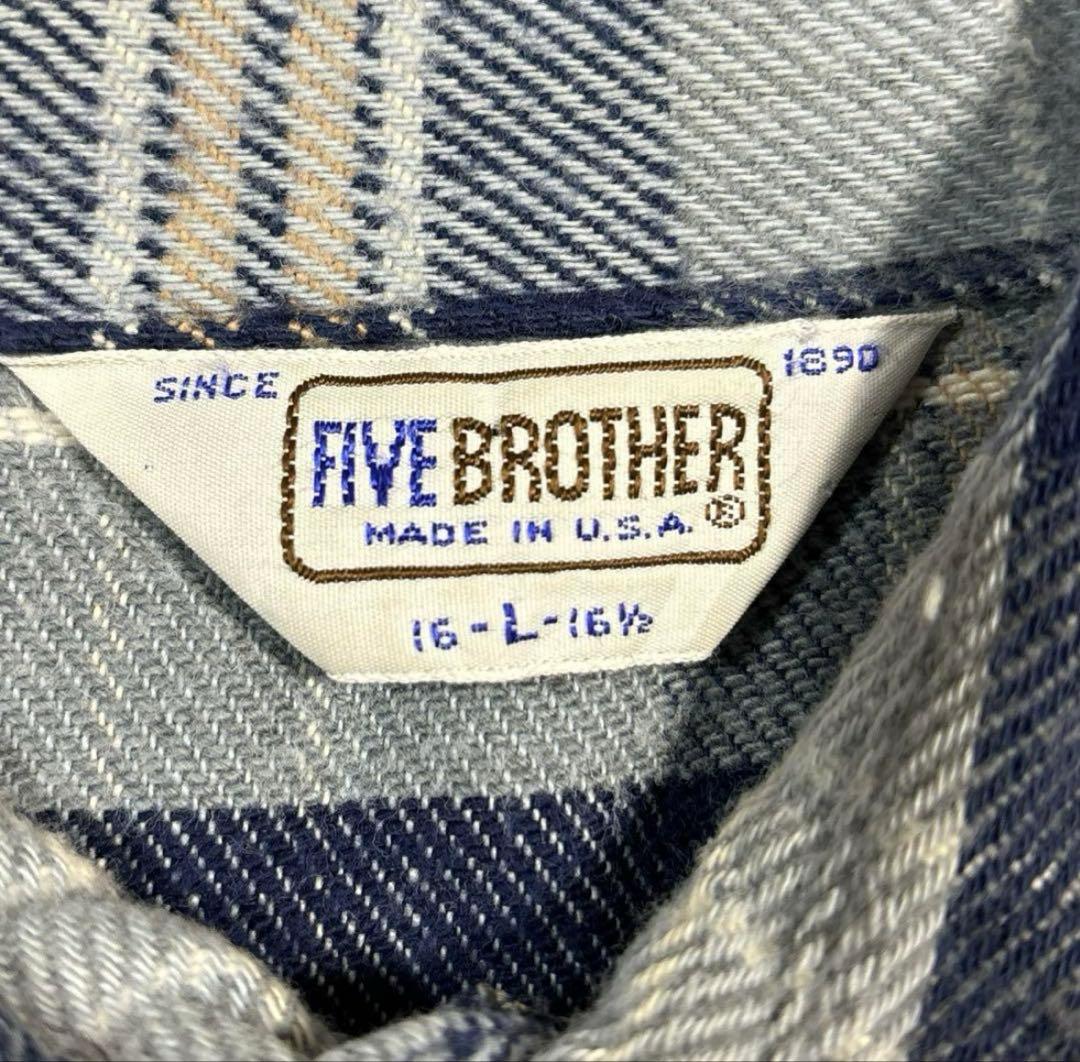 SINCE 1890
FIVE BROTHER
MADE IN U.S.A. ®
16-L-16½